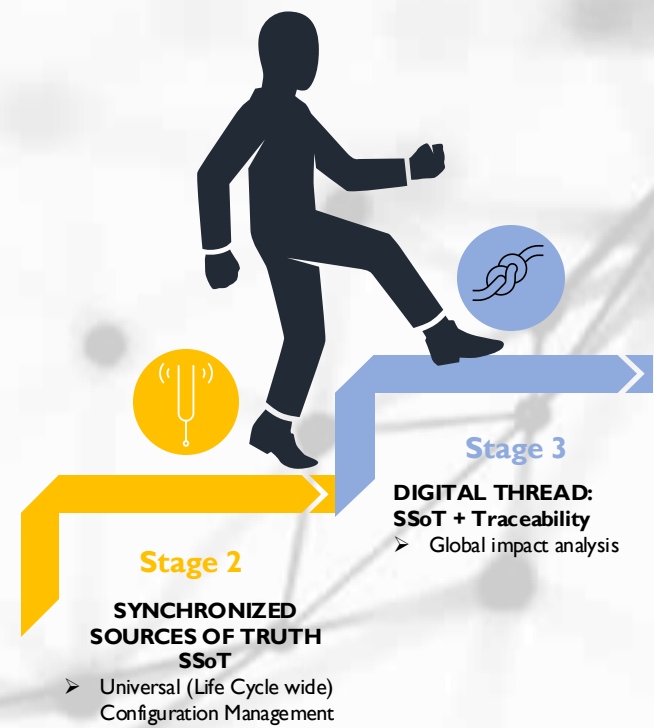 Stage 3
DIGITAL THREAD:
SSoT + Traceability
➢ Global impact analysis
Stage 2
SYNCHRONIZED
SOURCES OF TRUTH
SSoT
➢ Universal (Life Cycle wide)
Configuration Management